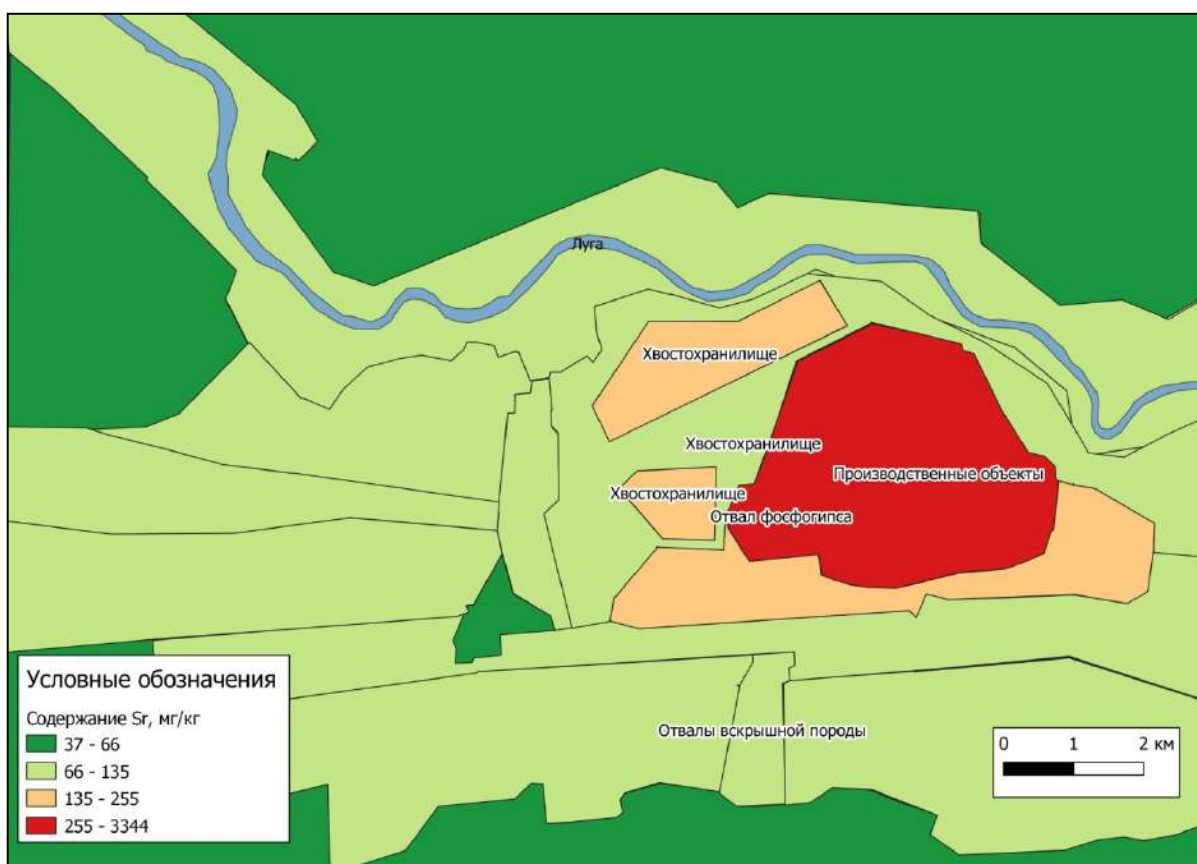 Луга
Хвостохранилище
Хвостохранилище
Производственные объекты
Хвостохранилище
Отвал фосфогипса
Отвалы вскрышной породы
Условные обозначения
Содержание Sr, мг/кг
37 - 66
66 - 135
135 - 255
255 - 3344
0 1 2 км